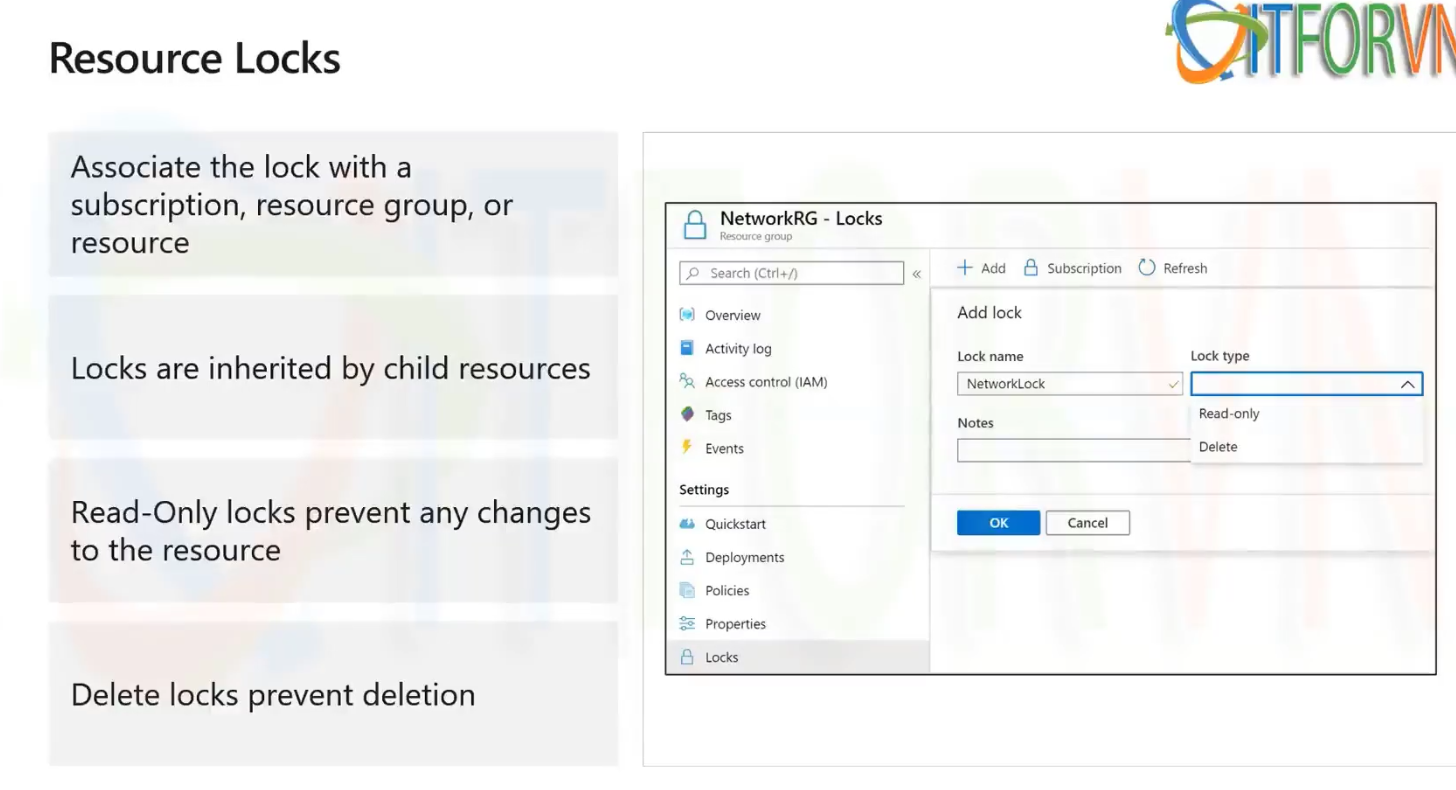 Resource Locks
ITFORVN
Associate the lock with a
subscription, resource group, or
resource
Locks are inherited by child resources
Read-Only locks prevent any changes
to the resource
Delete locks prevent deletion
NetworkRG - Locks
Resource group
Search (Ctrl+/)
«
Overview
Activity log
Access control (IAM)
Tags
Events
Settings
Quickstart
Deployments
Policies
Properties
Locks
Add Subscription Refresh
Add lock
Lock name Lock type
NetworkLock
Read-only
Notes
Delete
OK Cancel